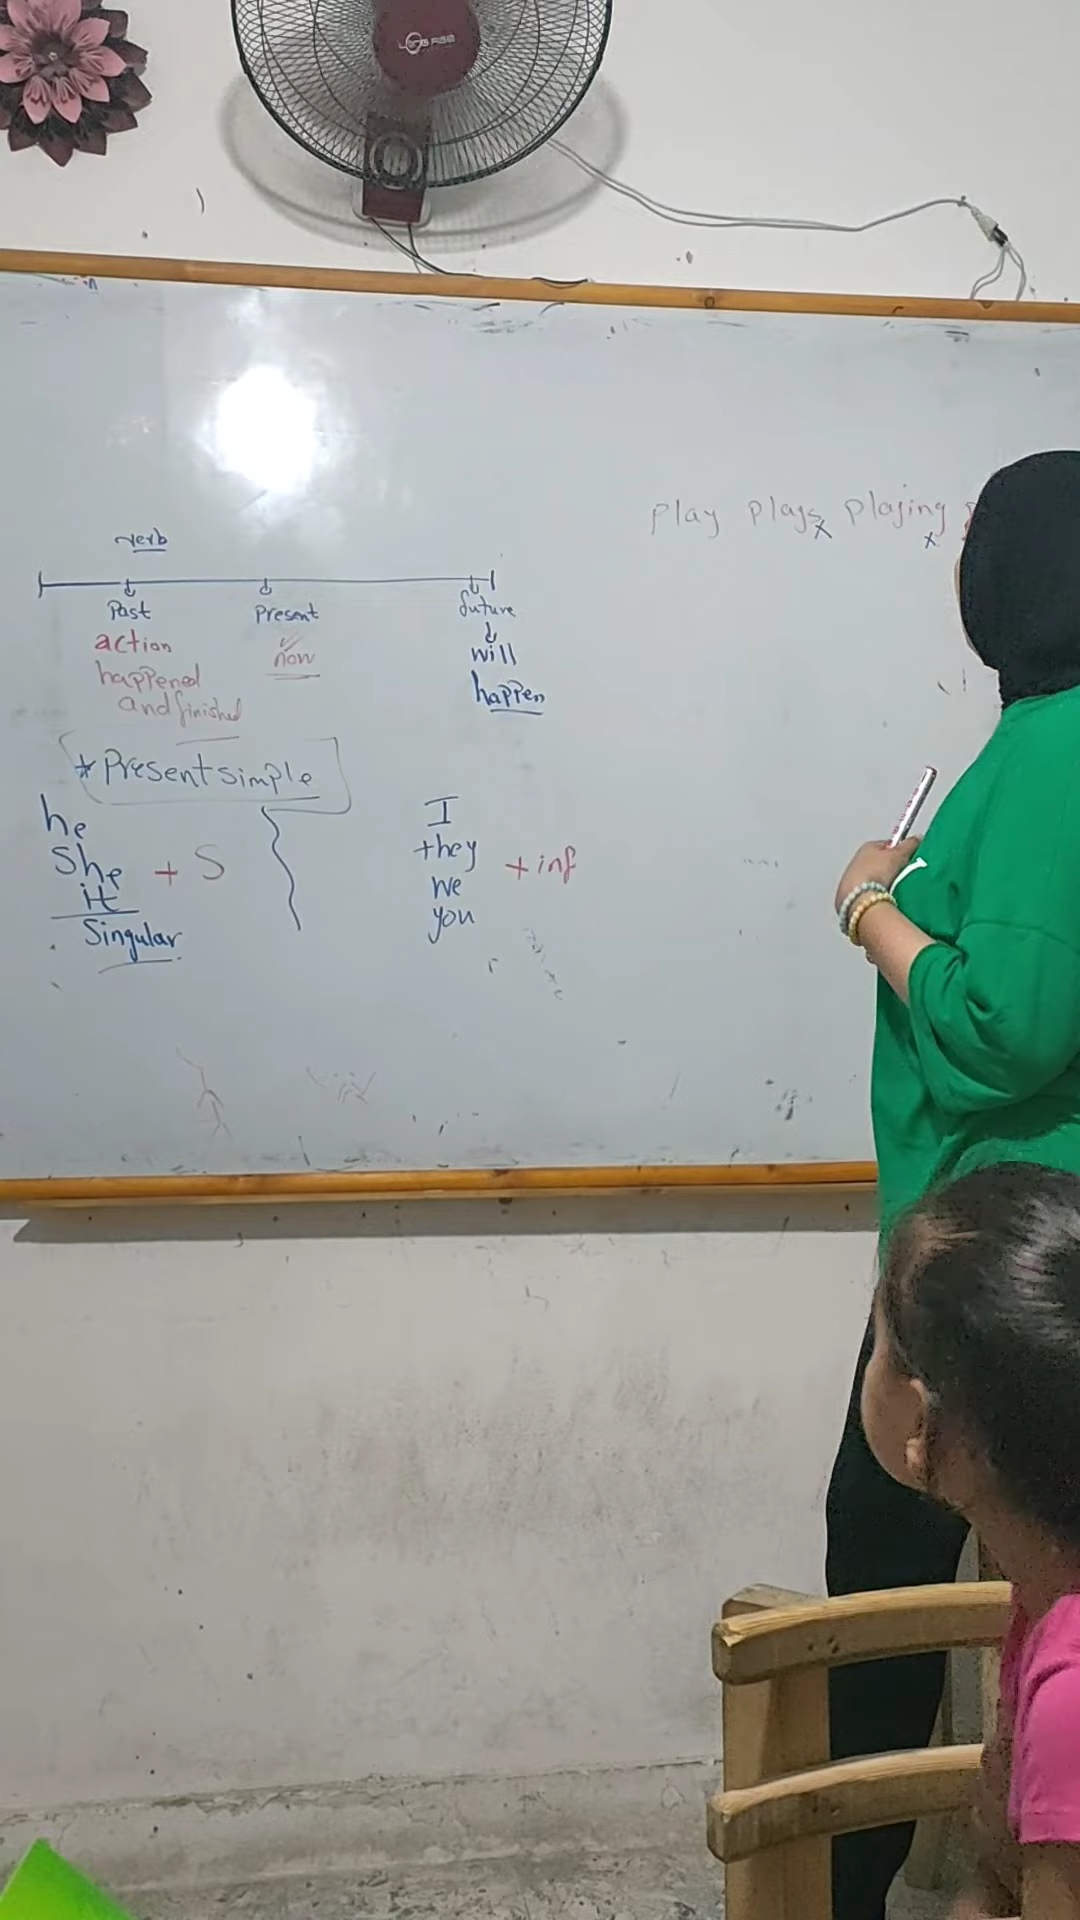 play plays playing
x x
verb
Past Present future
action now will
happened happen
and finished
* Present simple
he
she + S
it
Singular
I
they + inf
we
you